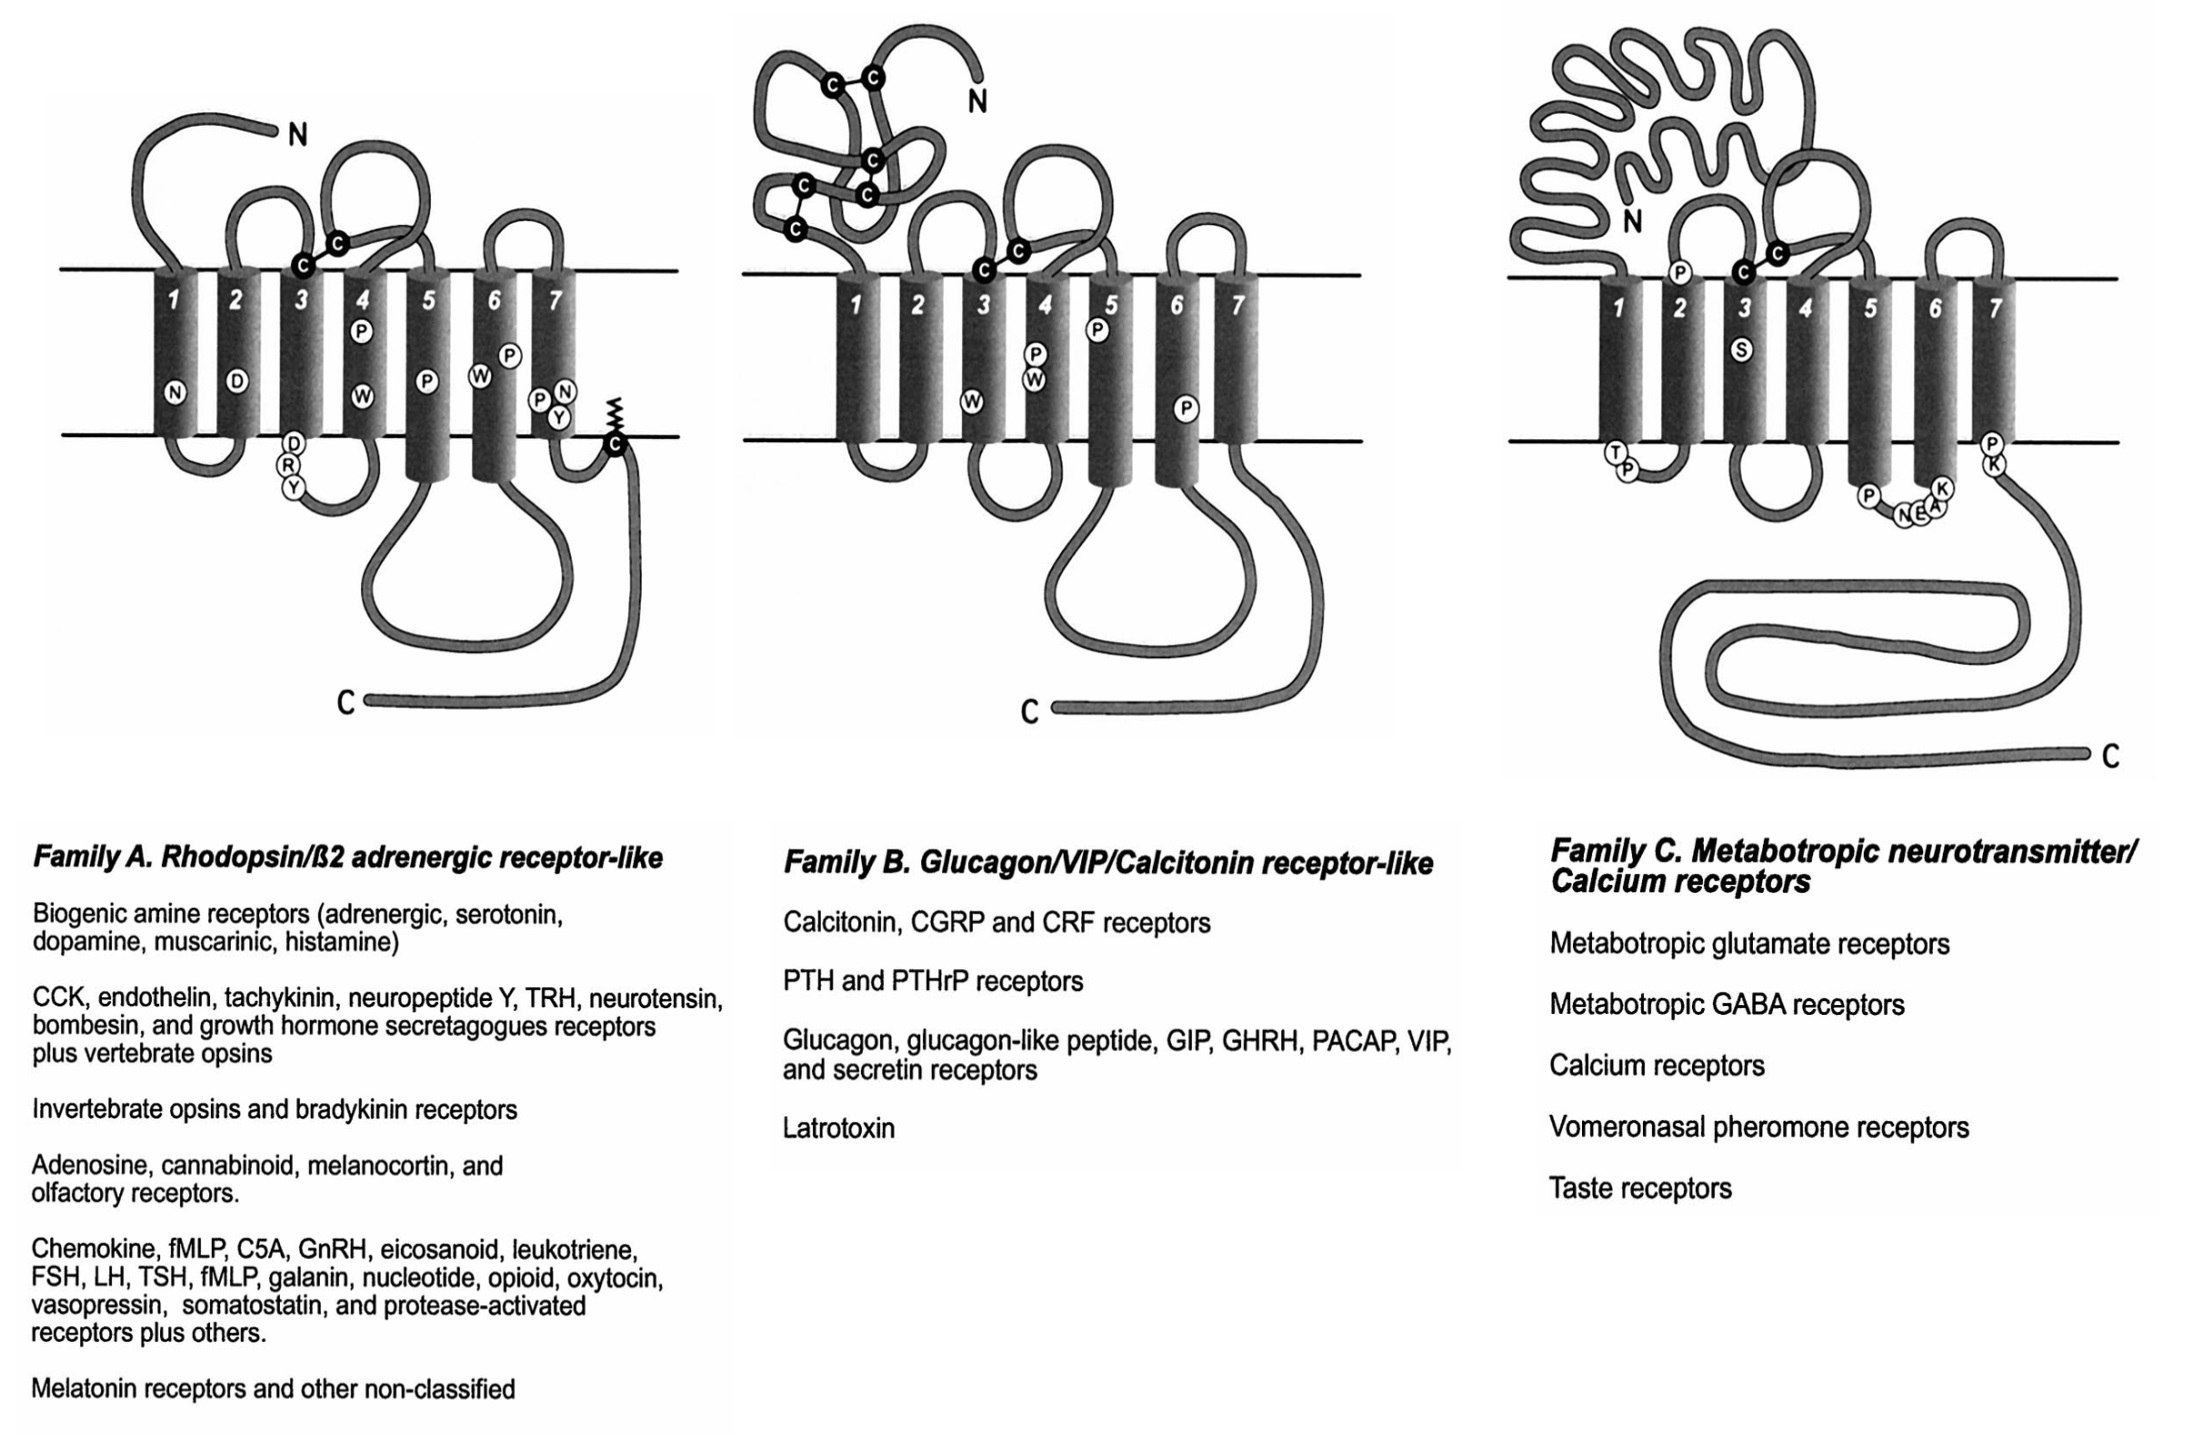 N
C
C
1 2 3 4 5 6 7
P
N D W P W P P N Y
D
R
Y
C
C
C C
N
C
C C
C
C
C
1 2 3 4 5 6 7
P
P
W W P
C
N
P C C
1 2 3 4 5 6 7
S
T P
P K
P N E A K
C
Family A. Rhodopsin/ß2 adrenergic receptor-like
Biogenic amine receptors (adrenergic, serotonin,
dopamine, muscarinic, histamine)
CCK, endothelin, tachykinin, neuropeptide Y, TRH, neurotensin,
bombesin, and growth hormone secretagogues receptors
plus vertebrate opsins
Invertebrate opsins and bradykinin receptors
Adenosine, cannabinoid, melanocortin, and
olfactory receptors.
Chemokine, fMLP, C5A, GnRH, eicosanoid, leukotriene,
FSH, LH, TSH, fMLP, galanin, nucleotide, opioid, oxytocin,
vasopressin, somatostatin, and protease-activated
receptors plus others.
Melatonin receptors and other non-classified
Family B. Glucagon/VIP/Calcitonin receptor-like
Calcitonin, CGRP and CRF receptors
PTH and PTHrP receptors
Glucagon, glucagon-like peptide, GIP, GHRH, PACAP, VIP,
and secretin receptors
Latrotoxin
Family C. Metabotropic neurotransmitter/
Calcium receptors
Metabotropic glutamate receptors
Metabotropic GABA receptors
Calcium receptors
Vomeronasal pheromone receptors
Taste receptors